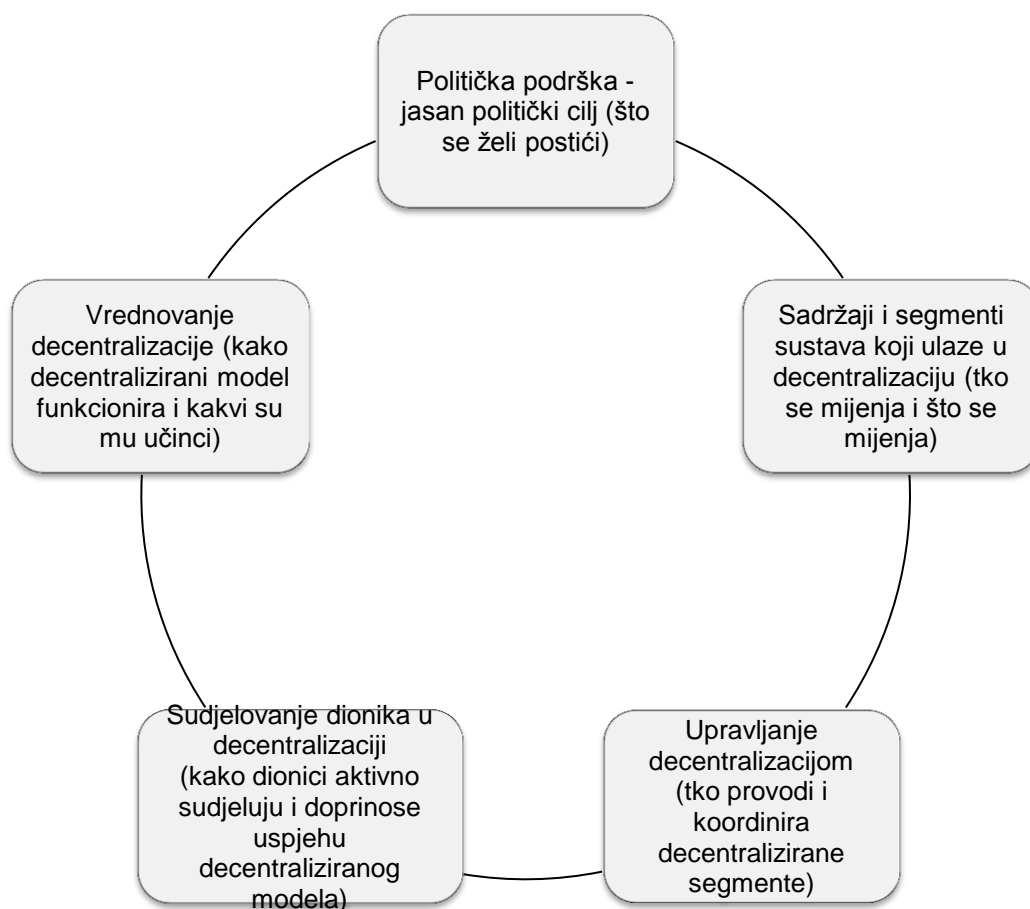 Politička podrška -
jasan politički cilj (što
se želi postići)
Sadržaji i segmenti
sustava koji ulaze u
decentralizaciju (tko
se mijenja i što se
mijenja)
Upravljanje
decentralizacijom
(tko provodi i
koordinira
decentralizirane
segmente)
Sudjelovanje dionika u
decentralizaciji
(kako dionici aktivno
sudjeluju i doprinose
uspjehu
decentraliziranog
modela)
Vrednovanje
decentralizacije (kako
decentralizirani model
funkcionira i kakvi su
mu učinci)